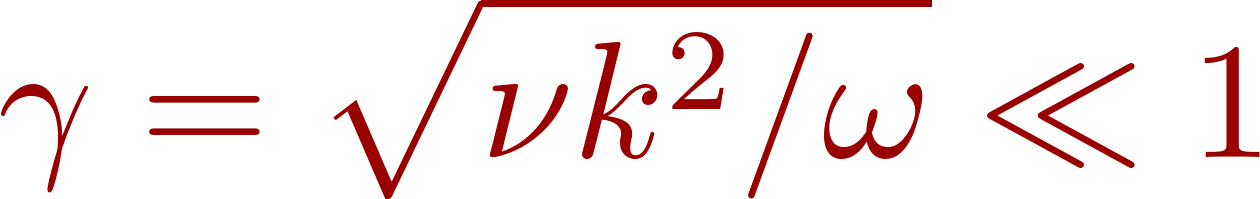 γ = √(νk²/ω) ≪ 1